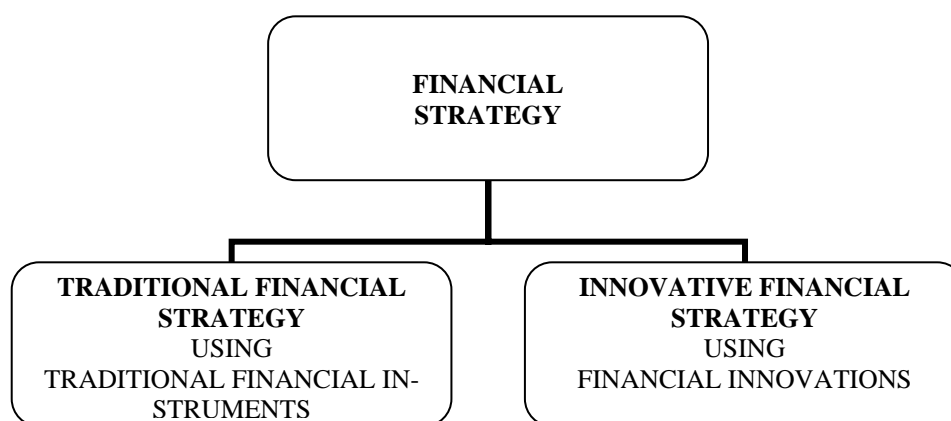 FINANCIAL
STRATEGY
TRADITIONAL FINANCIAL
STRATEGY
USING
TRADITIONAL FINANCIAL IN-
STRUMENTS
INNOVATIVE FINANCIAL
STRATEGY
USING
FINANCIAL INNOVATIONS